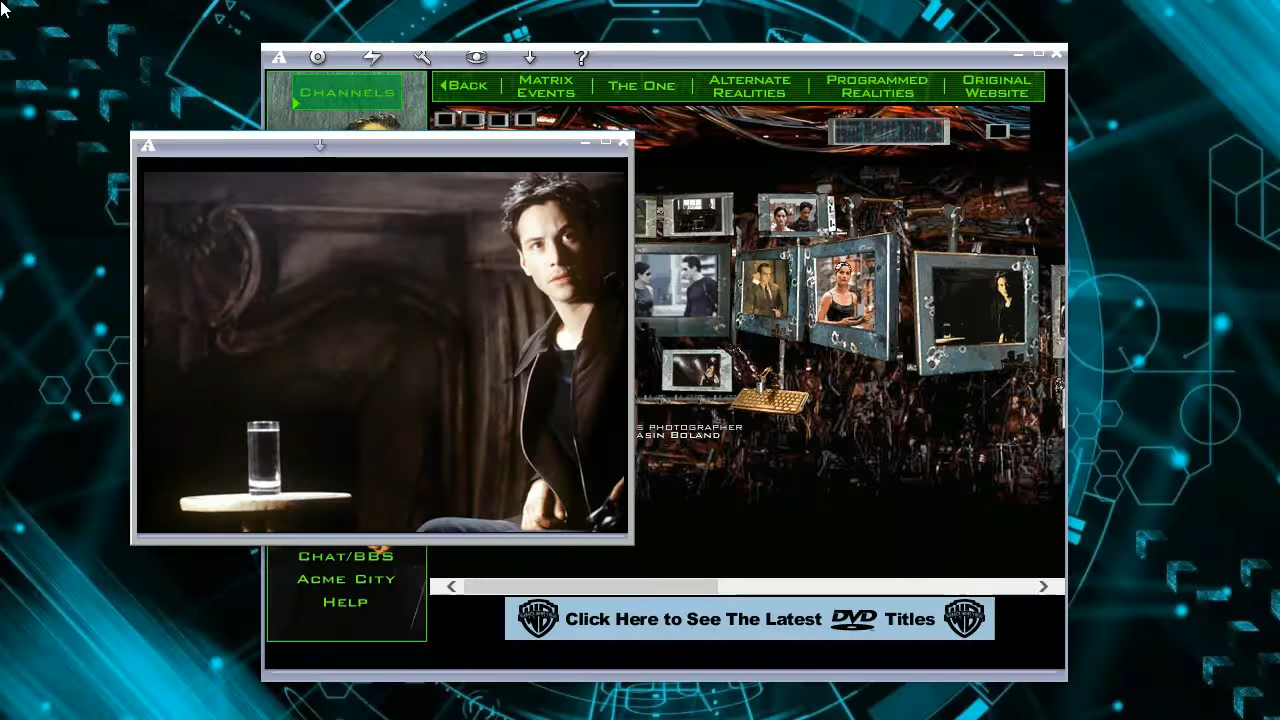 Channels
Back
Matrix
Events
The One
Alternate
Realities
Programmed
Realities
Original
Website
s photographer
asin Boland
Chat/BBS
Acme City
Help
Click Here to See The Latest DVD Titles